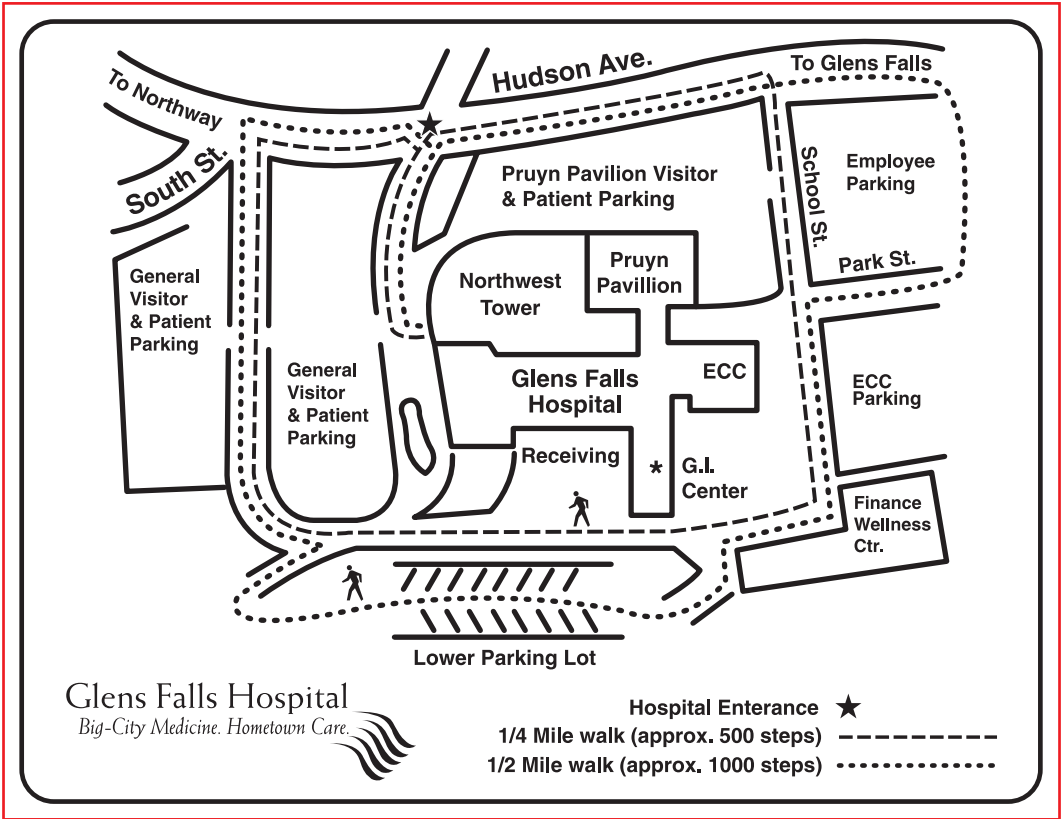 Hudson Ave.
To Glens Falls
To Northway
South St.
School St.
Employee
Parking
Pruyn Pavilion Visitor
& Patient Parking
Park St.
General
Visitor
& Patient
Parking
Northwest
Tower
Pruyn
Pavillion
General
Visitor
& Patient
Parking
Glens Falls
Hospital
ECC
ECC
Parking
Receiving
*
G.I.
Center
Finance
Wellness
Ctr.
Lower Parking Lot
Glens Falls Hospital
Big-City Medicine. Hometown Care.
Hospital Enterance
1/4 Mile walk (approx. 500 steps)
1/2 Mile walk (approx. 1000 steps)